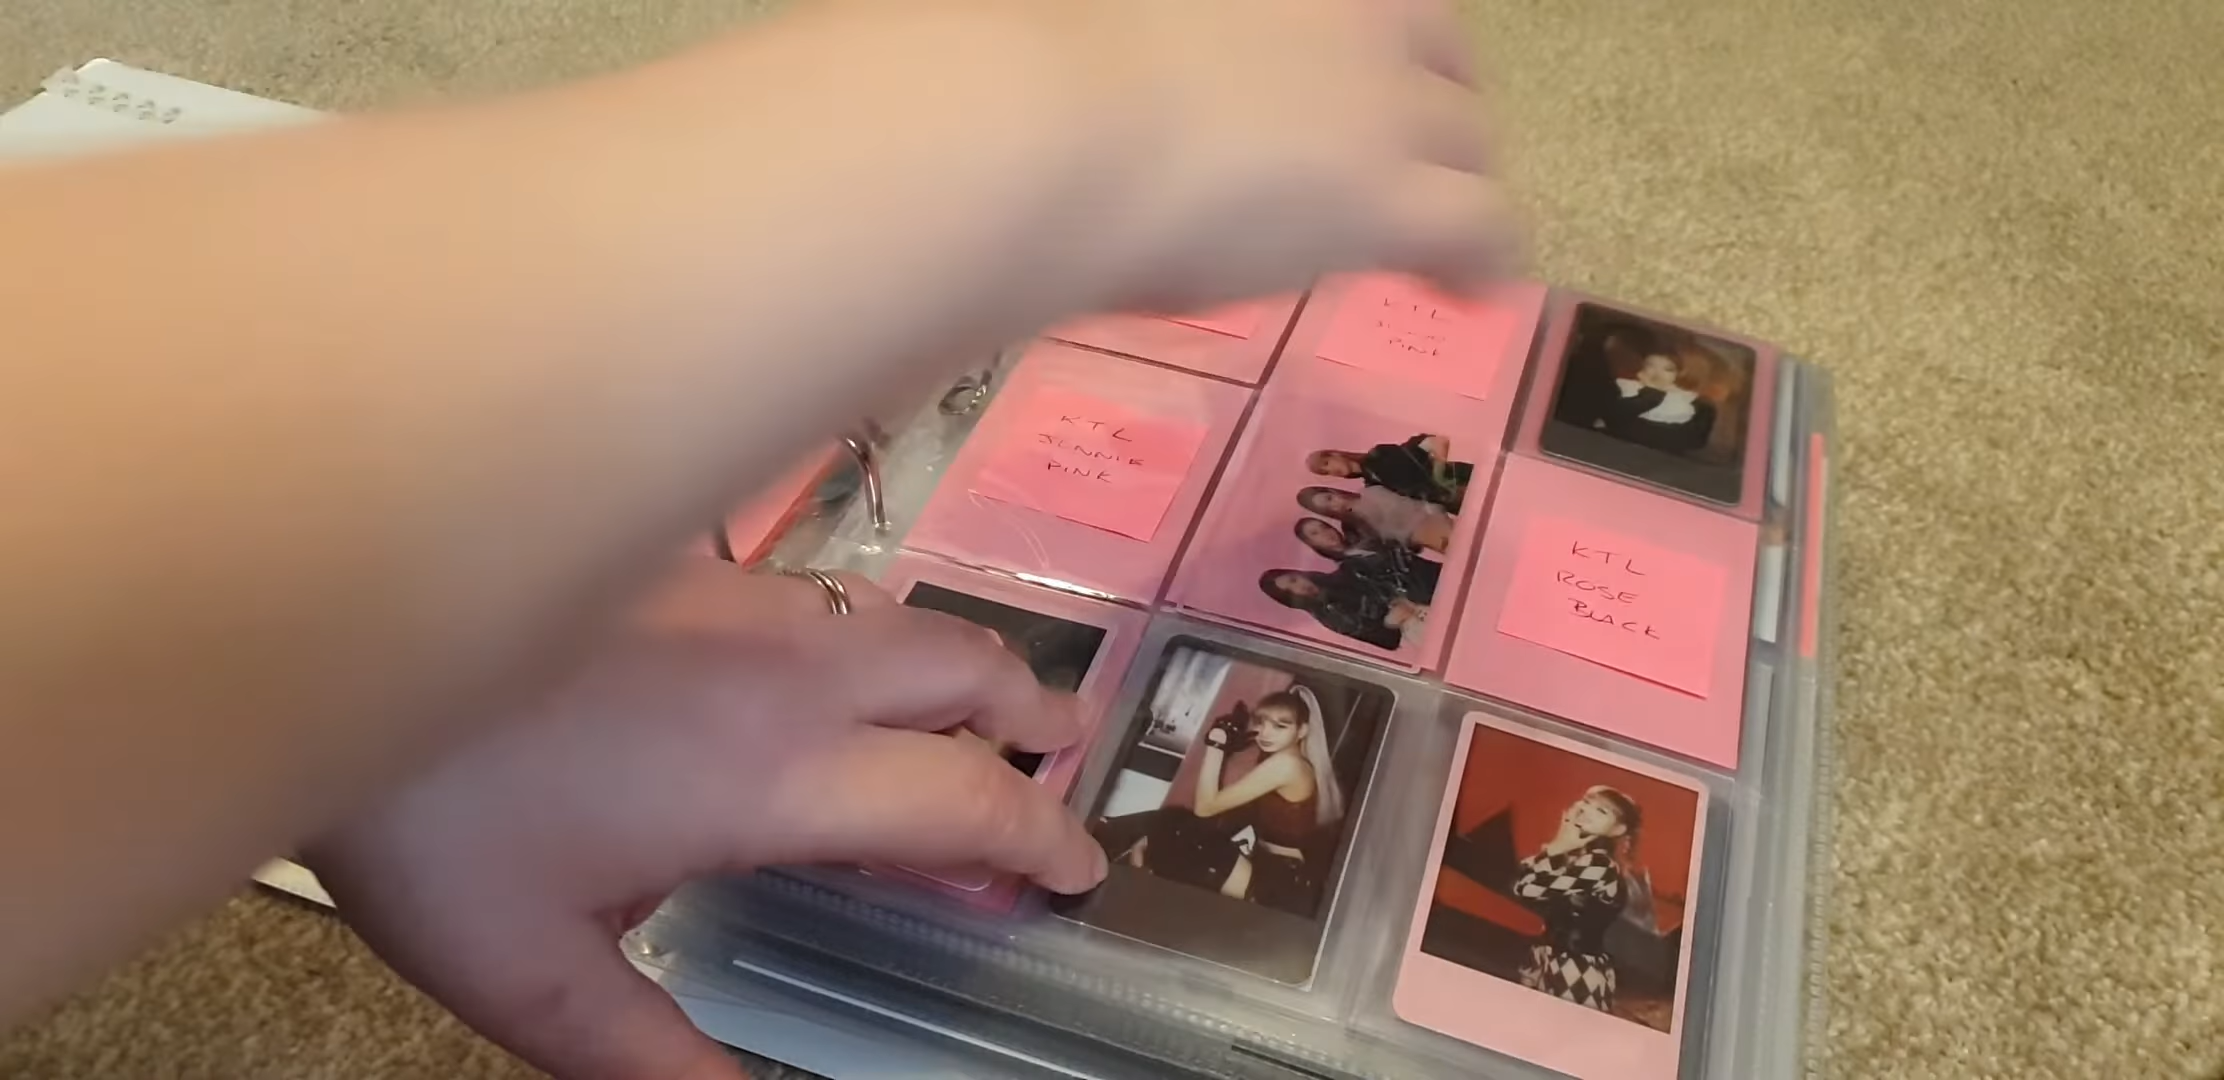 KTL
PINK
KTL
JENNIE
PINK
KTL
ROSE
BLACK